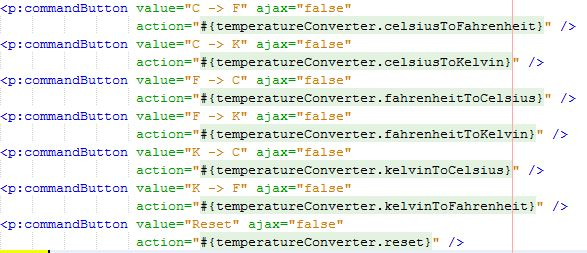 <p:commandButton value="C -> F" ajax="false"
action="#{temperatureConverter.celsiusToFahrenheit}" />
<p:commandButton value="C -> K" ajax="false"
action="#{temperatureConverter.celsiusToKelvin}" />
<p:commandButton value="F -> C" ajax="false"
action="#{temperatureConverter.fahrenheitToCelsius}" />
<p:commandButton value="F -> K" ajax="false"
action="#{temperatureConverter.fahrenheitToKelvin}" />
<p:commandButton value="K -> C" ajax="false"
action="#{temperatureConverter.kelvinToCelsius}" />
<p:commandButton value="K -> F" ajax="false"
action="#{temperatureConverter.kelvinToFahrenheit}" />
<p:commandButton value="Reset" ajax="false"
action="#{temperatureConverter.reset}" />